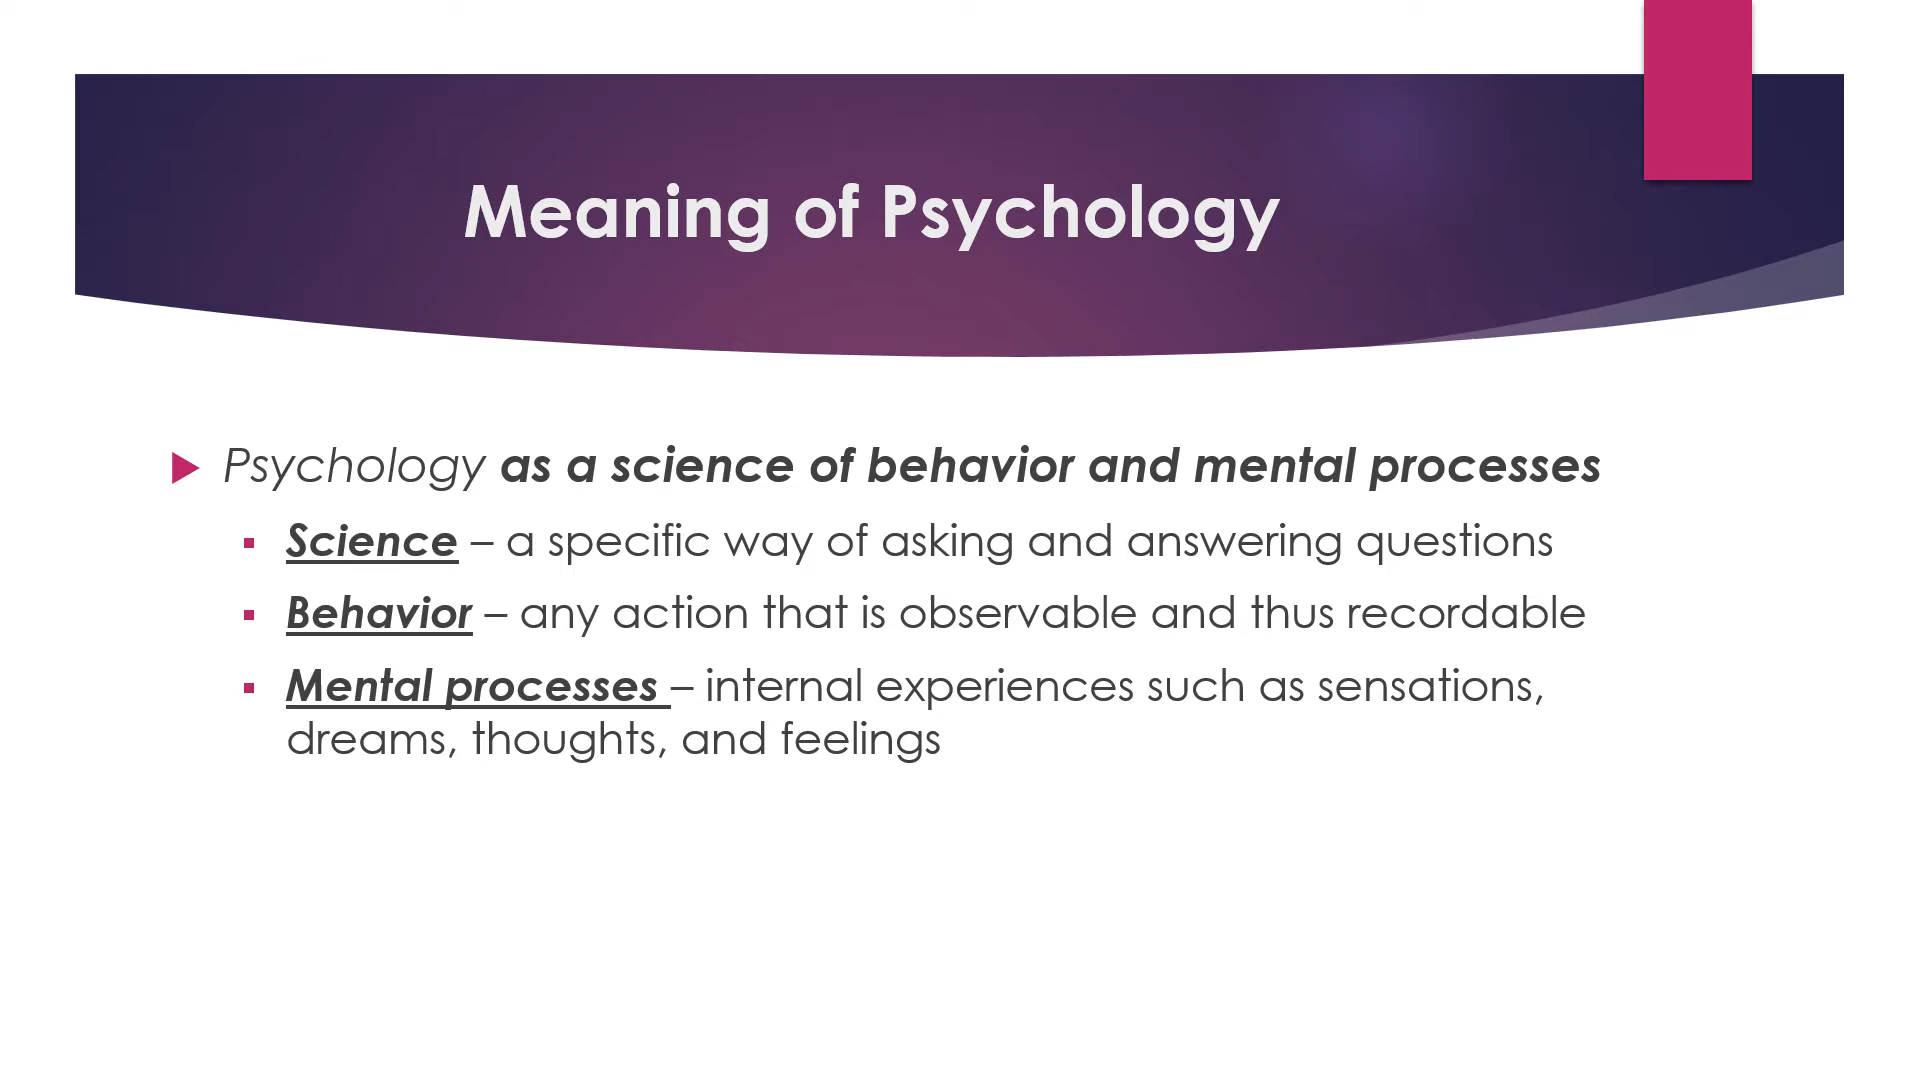 Meaning of Psychology
Psychology as a science of behavior and mental processes
Science – a specific way of asking and answering questions
Behavior – any action that is observable and thus recordable
Mental processes – internal experiences such as sensations,
dreams, thoughts, and feelings